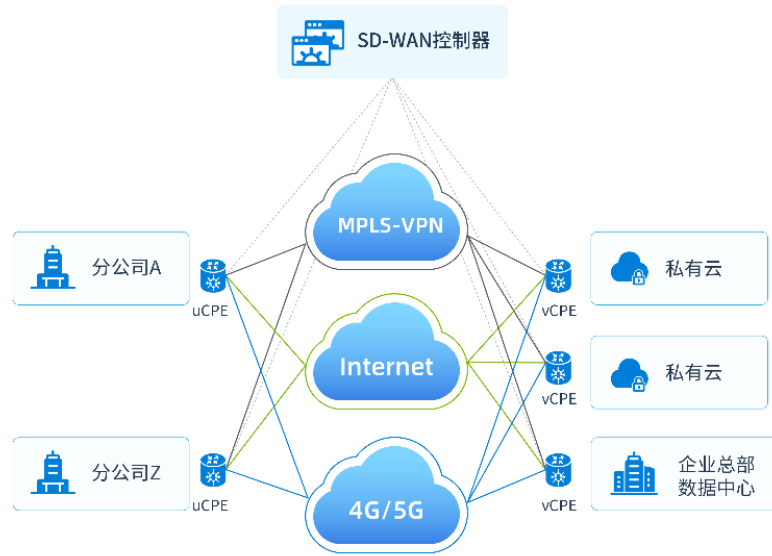 SD-WAN控制器
MPLS-VPN
分公司A
uCPE
vCPE
私有云
Internet
vCPE
私有云
分公司Z
uCPE
4G/5G
vCPE
企业总部
数据中心